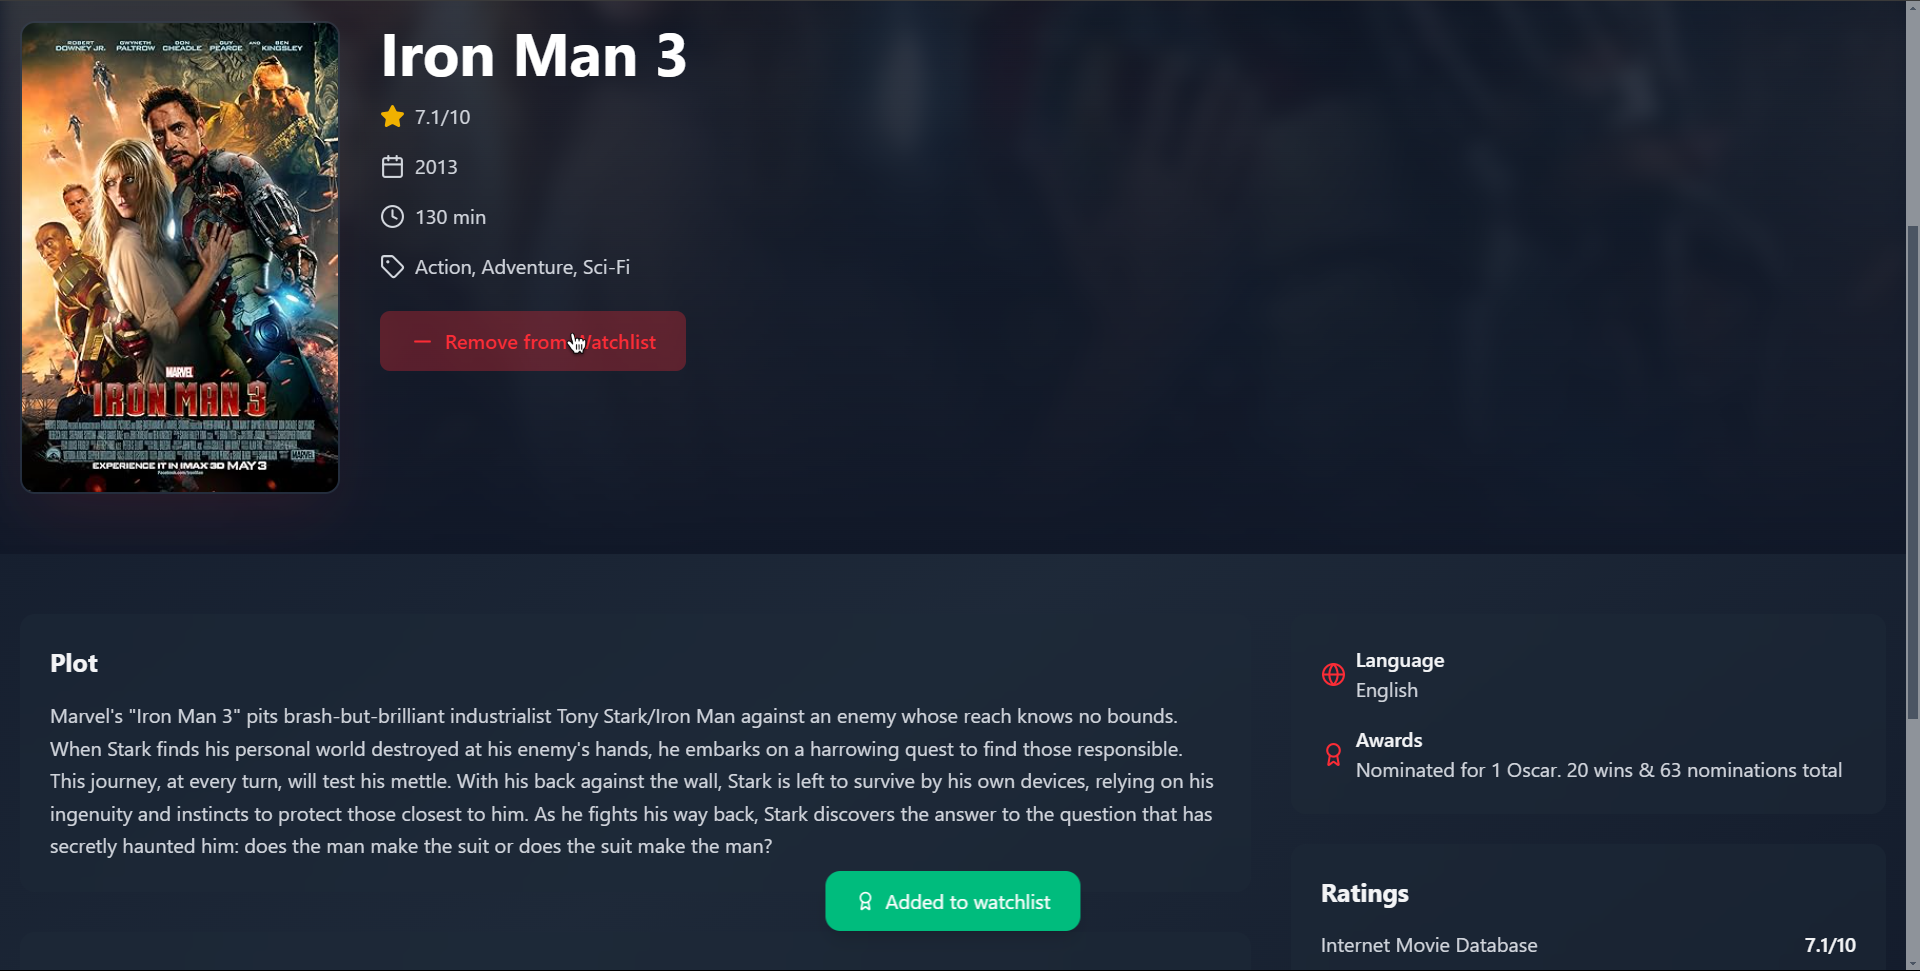 ROBERT DOWNEY JR. GWYNETH PALTROW DON CHEADLE GUY PEARCE AND BEN KINGSLEY
MARVEL
IRON MAN 3
EXPERIENCE IT IN IMAX 3D MAY 3
Iron Man 3
7.1/10
2013
130 min
Action, Adventure, Sci-Fi
Remove from Watchlist
Plot
Marvel's "Iron Man 3" pits brash-but-brilliant industrialist Tony Stark/Iron Man against an enemy whose reach knows no bounds.
When Stark finds his personal world destroyed at his enemy's hands, he embarks on a harrowing quest to find those responsible.
This journey, at every turn, will test his mettle. With his back against the wall, Stark is left to survive by his own devices, relying on his
ingenuity and instincts to protect those closest to him. As he fights his way back, Stark discovers the answer to the question that has
secretly haunted him: does the man make the suit or does the suit make the man?
Language
English
Awards
Nominated for 1 Oscar. 20 wins & 63 nominations total
Ratings
Internet Movie Database 7.1/10
Added to watchlist